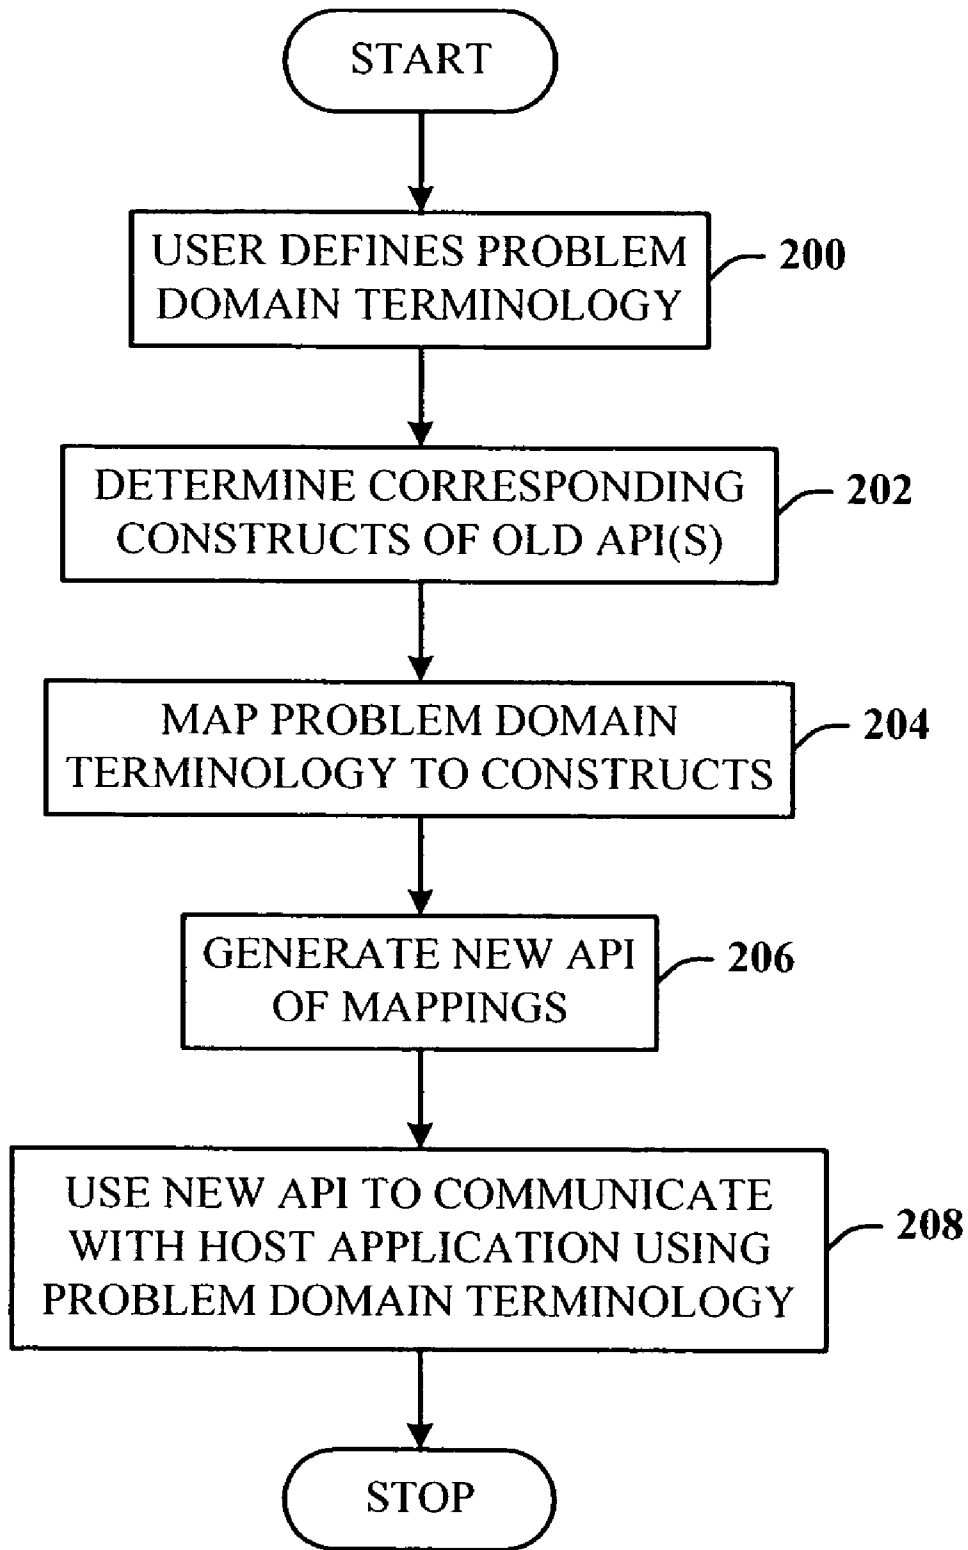 START
USER DEFINES PROBLEM
DOMAIN TERMINOLOGY
200
DETERMINE CORRESPONDING
CONSTRUCTS OF OLD API(S)
202
MAP PROBLEM DOMAIN
TERMINOLOGY TO CONSTRUCTS
204
GENERATE NEW API
OF MAPPINGS
206
USE NEW API TO COMMUNICATE
WITH HOST APPLICATION USING
PROBLEM DOMAIN TERMINOLOGY
208
STOP